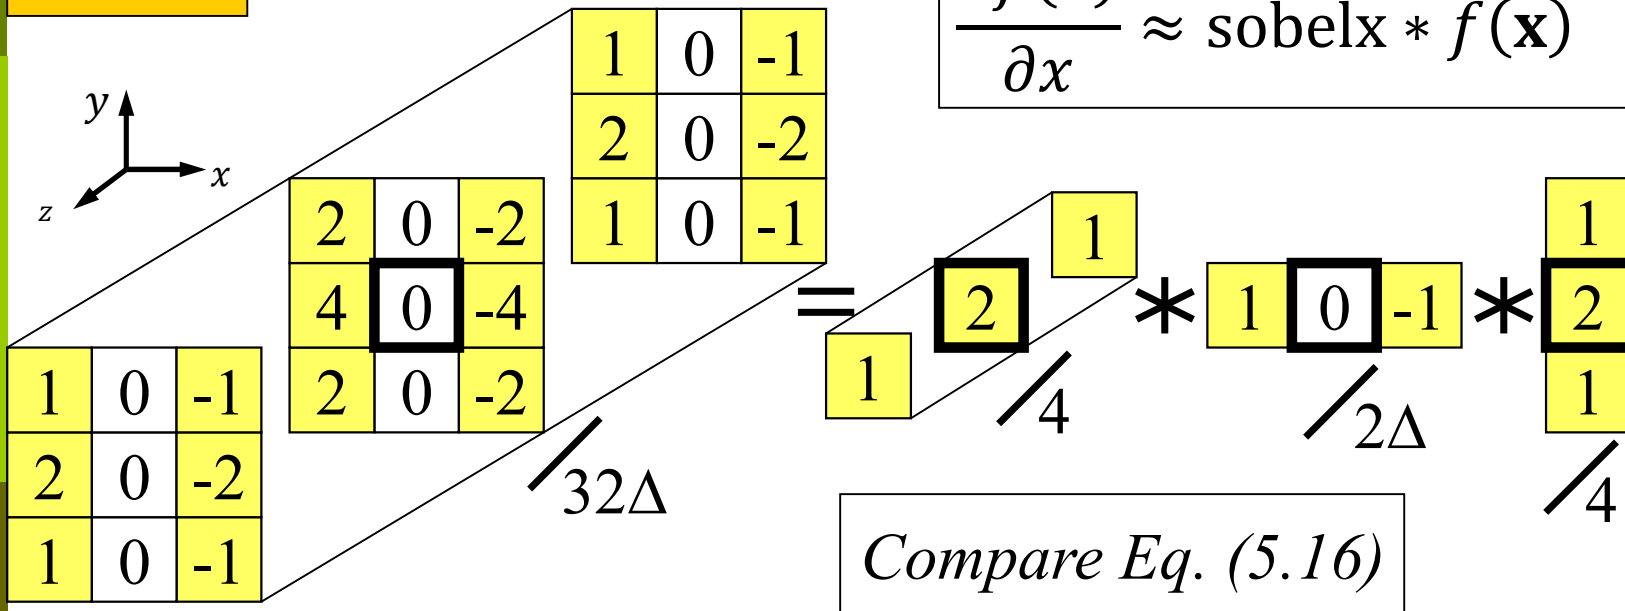 ∂x
≈ sobelx * f(x)
y
x
z
1 0 -1
2 0 -2
1 0 -1
2 0 -2
4 0 -4
2 0 -2
1 0 -1
2 0 -2
1 0 -1
/32Δ
=
1 2 1
/4
*
1 0 -1
/2Δ
*
1
2
1
/4
Compare Eq. (5.16)